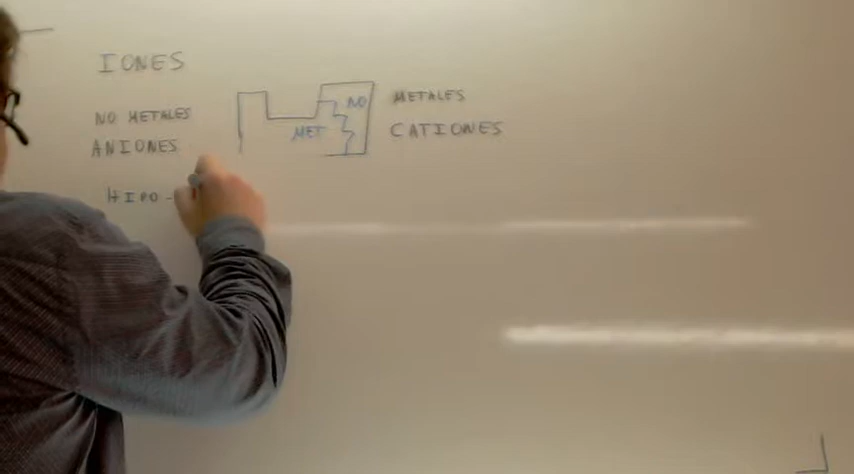 IONES
NO METALES
ANIONES
HIPO -
MET
NO
METALES
CATIONES